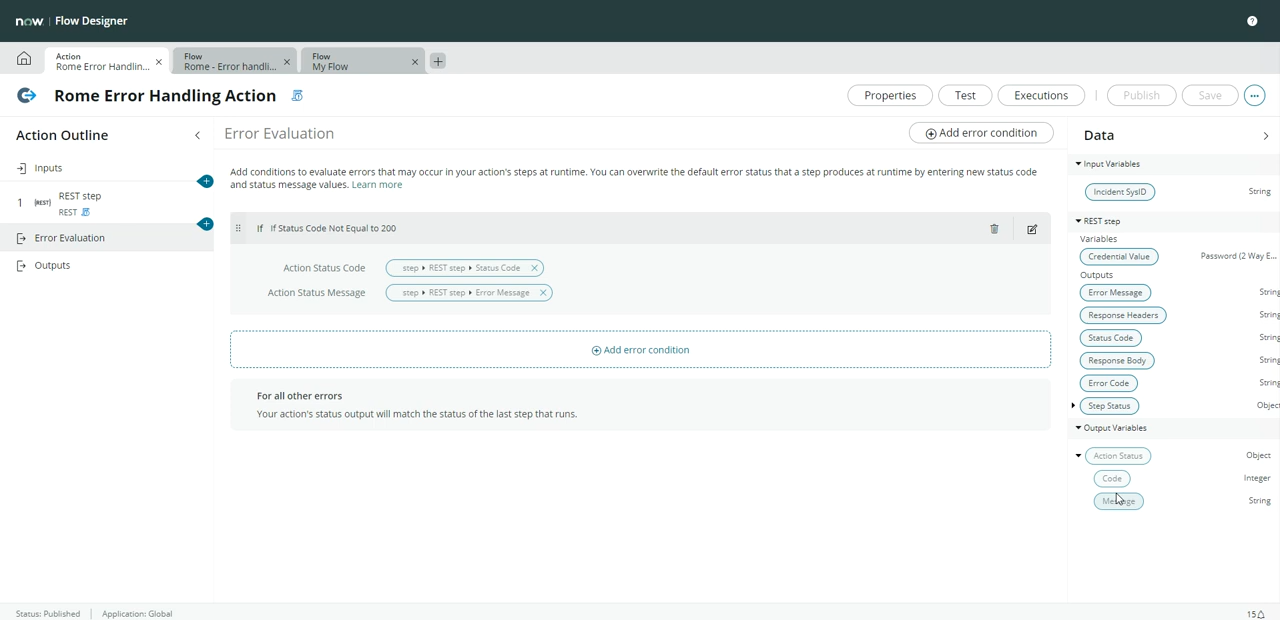 now Flow Designer
Action
Rome Error Handlin...
Flow
Rome - Error handli...
Flow
My Flow
Rome Error Handling Action
Properties
Test
Executions
Publish
Save
Action Outline
Inputs
1 [REST] REST step
REST
Error Evaluation
Outputs
Error Evaluation
Add error condition
Add conditions to evaluate errors that may occur in your action's steps at runtime. You can overwrite the default error status that a step produces at runtime by entering new status code
and status message values. Learn more
If If Status Code Not Equal to 200
Action Status Code step REST step Status Code
Action Status Message step REST step Error Message
Add error condition
For all other errors
Your action's status output will match the status of the last step that runs.
Data
Input Variables
Incident SysID String
REST step
Variables
Credential Value Password (2 Way E...
Outputs
Error Message String
Response Headers String
Status Code String
Response Body String
Error Code String
Step Status Object
Output Variables
Action Status Object
Code Integer
Message String
Status: Published Application: Global
15